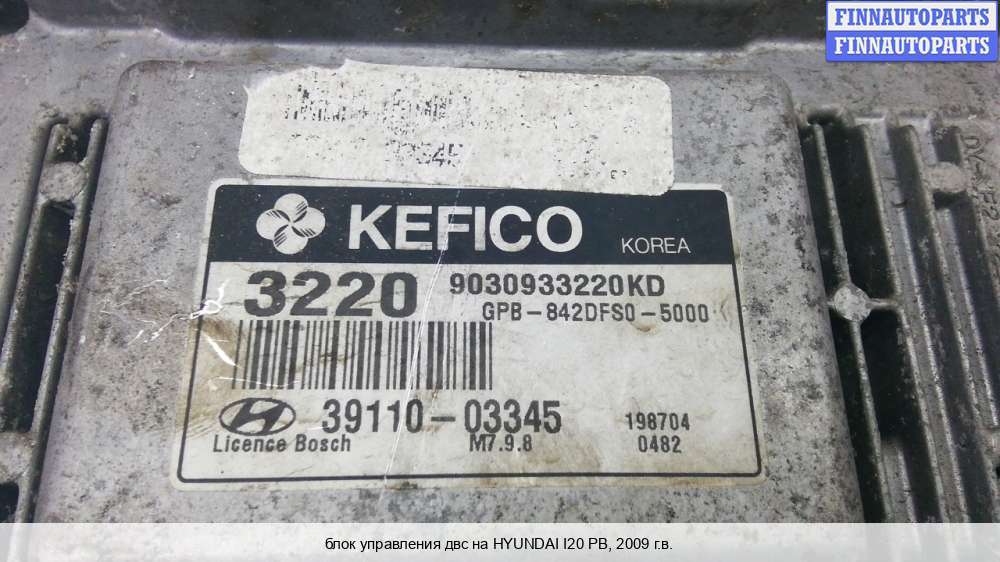 FINNAUTOPARTS
FINNAUTOPARTS
KEFICO KOREA
3220 9030933220KD
GPB-842DFS0-5000
39110-03345 198704
Licence Bosch M7.9.8 0482
блок управления двс на HYUNDAI I20 PB, 2009 г.в.